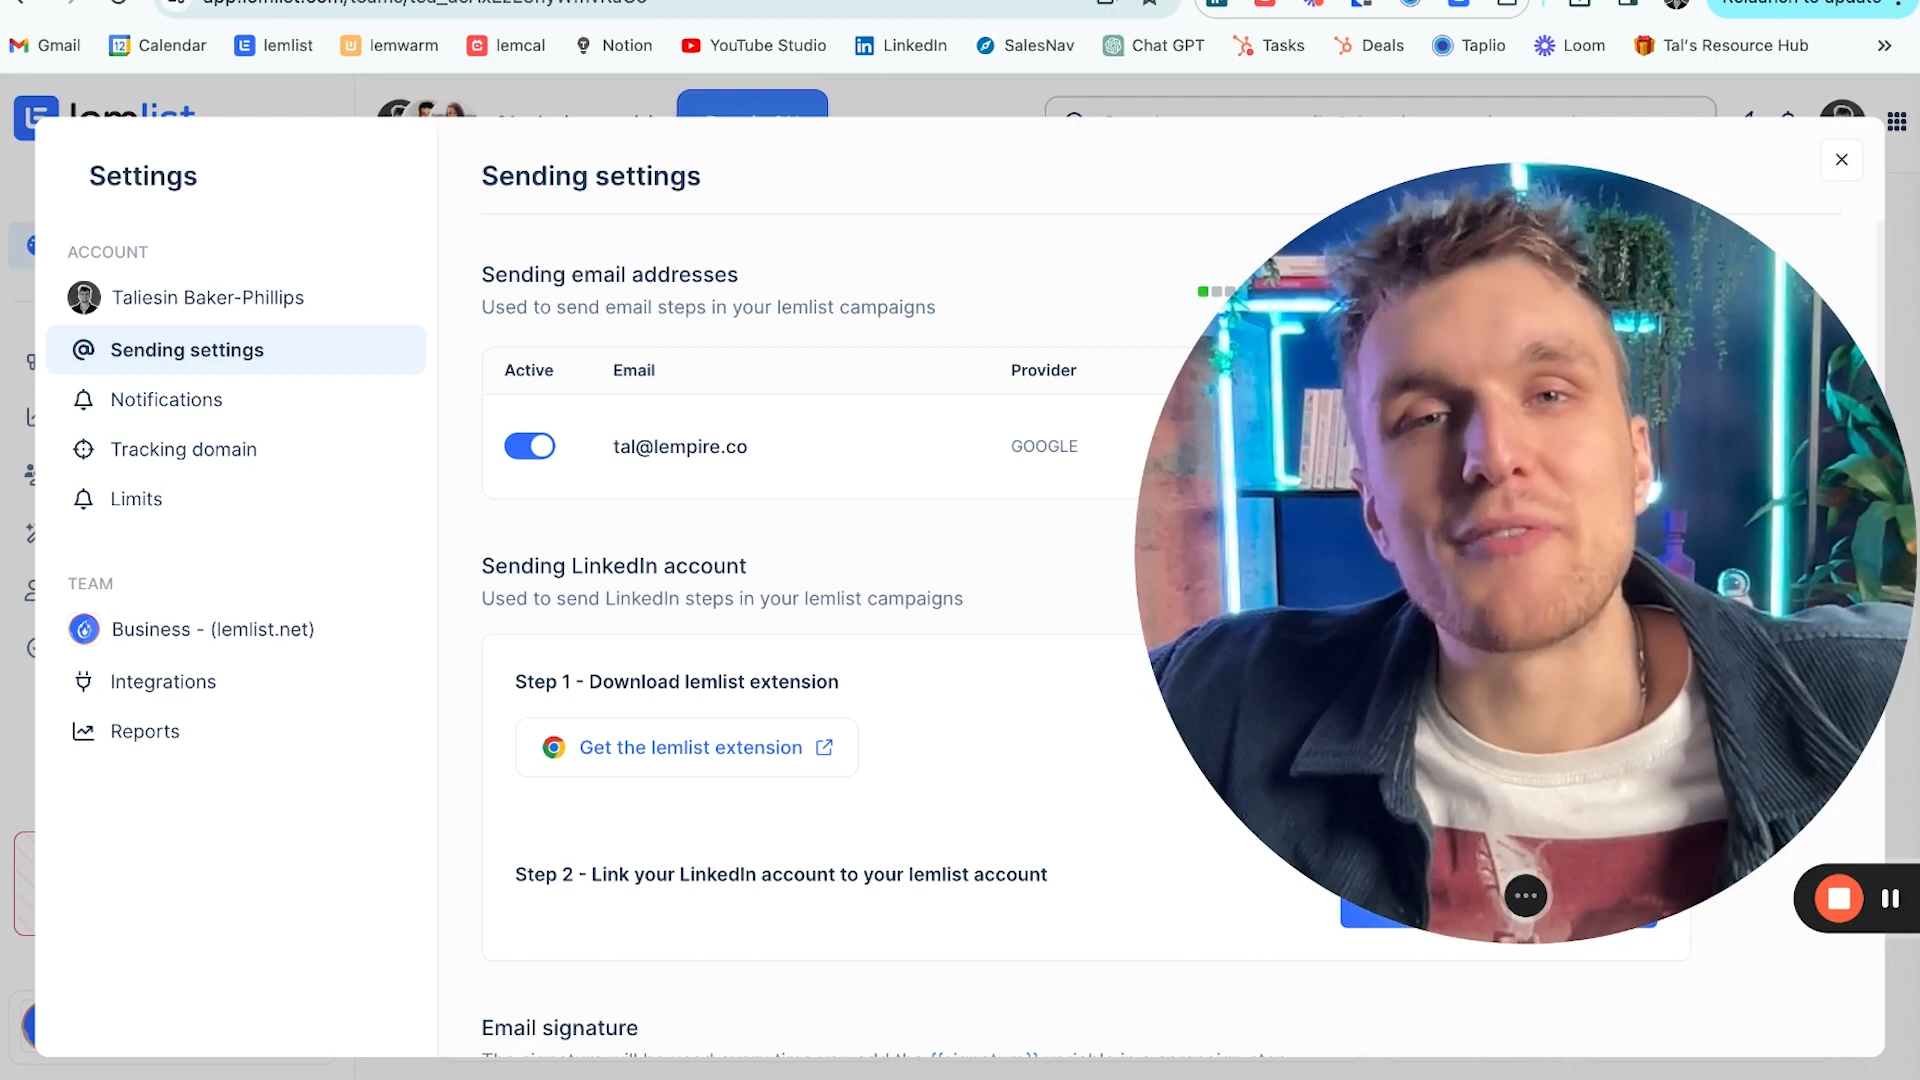 Gmail
Calendar
lemlist
lemwarm
lemcal
Notion
YouTube Studio
LinkedIn
SalesNav
Chat GPT
Tasks
Deals
Taplio
Loom
Tal's Resource Hub
lemlist
Settings
ACCOUNT
Taliesin Baker-Phillips
Sending settings
Notifications
Tracking domain
Limits
TEAM
Business - (lemlist.net)
Integrations
Reports
Sending settings
Sending email addresses
Used to send email steps in your lemlist campaigns
Active Email Provider
tal@lempire.co GOOGLE
Sending LinkedIn account
Used to send LinkedIn steps in your lemlist campaigns
Step 1 - Download lemlist extension
Get the lemlist extension
Step 2 - Link your LinkedIn account to your lemlist account
Email signature